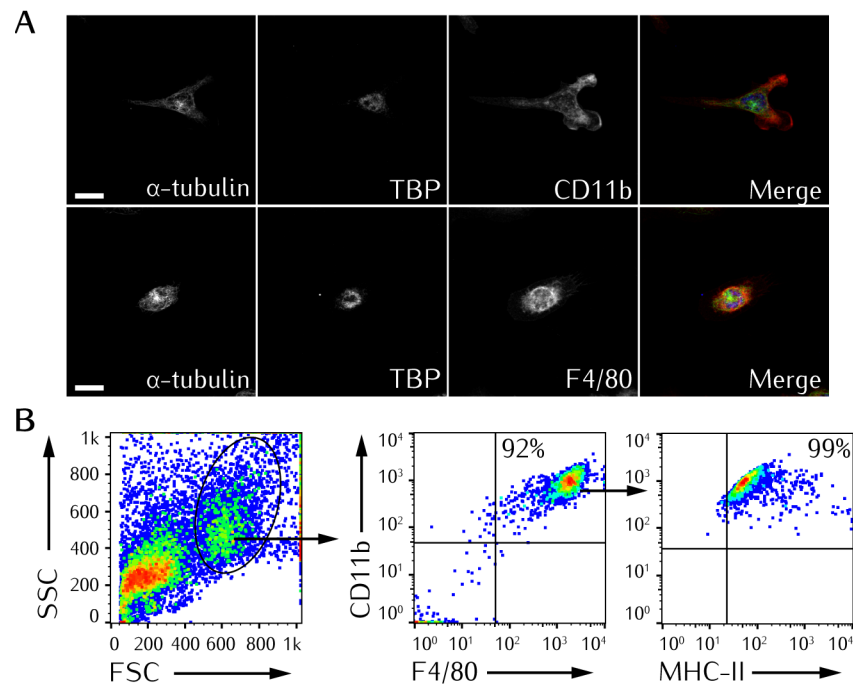 A
α-tubulin TBP CD11b Merge
α-tubulin TBP F4/80 Merge
B
1k
800
600
400
200
0
SSC
0 200 400 600 800 1k
FSC
92%
10⁴
10³
10²
10¹
10⁰
CD11b
10⁰ 10¹ 10² 10³ 10⁴
F4/80
99%
10⁴
10³
10²
10¹
10⁰
10⁰ 10¹ 10² 10³ 10⁴
MHC-II